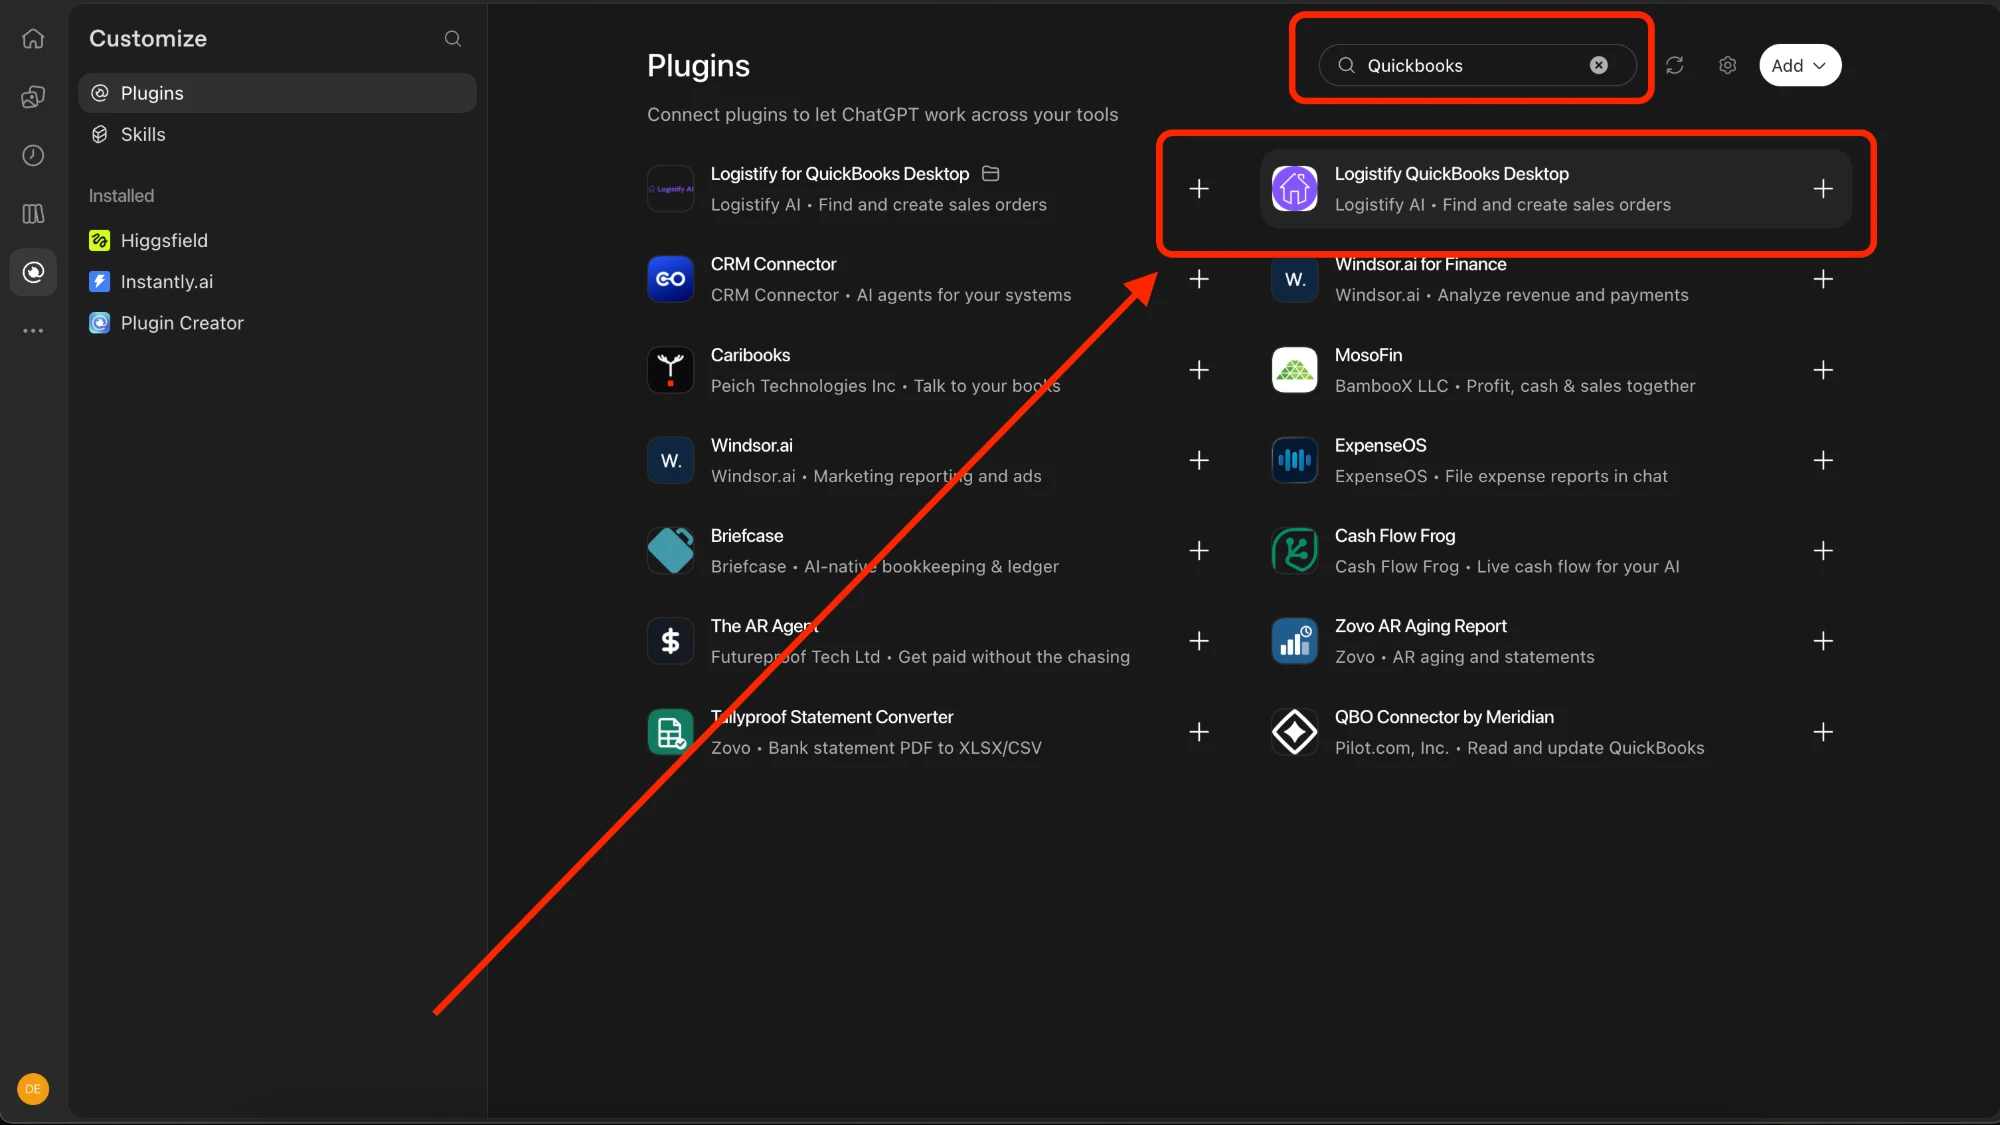 Customize
Plugins
Skills
Installed
Higgsfield
Instantly.ai
Plugin Creator
DE
Plugins
Connect plugins to let ChatGPT work across your tools
Quickbooks
Add
Logistify AI
Logistify for QuickBooks Desktop
Logistify AI • Find and create sales orders
Logistify QuickBooks Desktop
Logistify AI • Find and create sales orders
CRM Connector
CRM Connector • AI agents for your systems
W.
Windsor.ai for Finance
Windsor.ai • Analyze revenue and payments
Caribooks
Peich Technologies Inc • Talk to your books
MosoFin
BambooX LLC • Profit, cash & sales together
W.
Windsor.ai
Windsor.ai • Marketing reporting and ads
ExpenseOS
ExpenseOS • File expense reports in chat
Briefcase
Briefcase • AI-native bookkeeping & ledger
Cash Flow Frog
Cash Flow Frog • Live cash flow for your AI
$
The AR Agent
Futureproof Tech Ltd • Get paid without the chasing
Zovo AR Aging Report
Zovo • AR aging and statements
Tallyproof Statement Converter
Zovo • Bank statement PDF to XLSX/CSV
QBO Connector by Meridian
Pilot.com, Inc. • Read and update QuickBooks